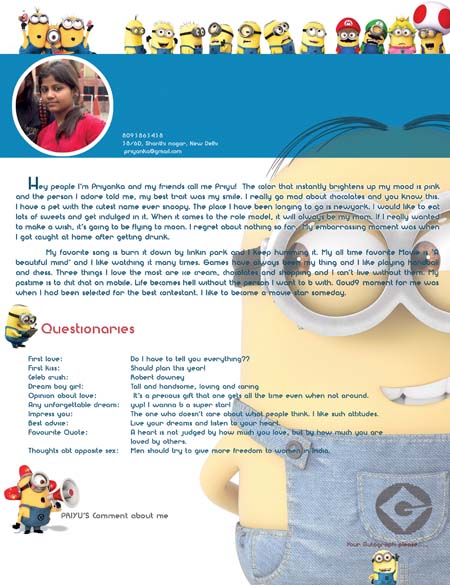 8093863438
38/6D, Shanthi nagar, New Delhi
priyanka@gmail.com
Hey people I'm Priyanka and my friends call me Priyu! The color that instantly brightens up my mood is pink
and the person I adore told me, my best trait was my smile. I really go mad about chocolates and you know this.
I have a pet with the cutest name ever snoopy. The place I have been longing to go is newyork. I would like to eat
lots of sweets and get indulged in it. When it comes to the role model, it will always be my mom. If I really wanted
to make a wish, it's going to be flying to moon. I regret about nothing so far. My embarrassing moment was when
I got caught at home after getting drunk.
My favorite song is burn it down by linkin park and I keep humming it. My all time favorite Movie is 'A
beautiful mind' and I like watching it many times. Games have always been my thing and I like playing handball
and chess. Three things I love the most are ice cream, chocolates and shopping and I can't live without them. My
pastime is to chit chat on mobile. Life becomes hell without the person I want to b with. Goud9 moment for me was
when I had been selected for the best contestant. I like to become a movie star someday.
Questionaries
First love: Do I have to tell you everything??
First kiss: Should plan this year!
Celeb crush: Robert downey
Dream boy girl: Tall and handsome, loving and caring
Opinion about love: It's a precious gift that one gets all the time even when not around.
Any unforgettable dream: yup! I wanna b a super star!
Impress you: The one who doesn't care about what people think. I like such attitudes.
Best advise: Live your dreams and listen to your heart.
Favourite Quote: A heart is not judged by how much you love, but by how much you are
loved by others.
Thoughts abt opposite sex: Men should try to give more freedom to women in India.
PRIYU'S Comment about me
Your Autograph please......